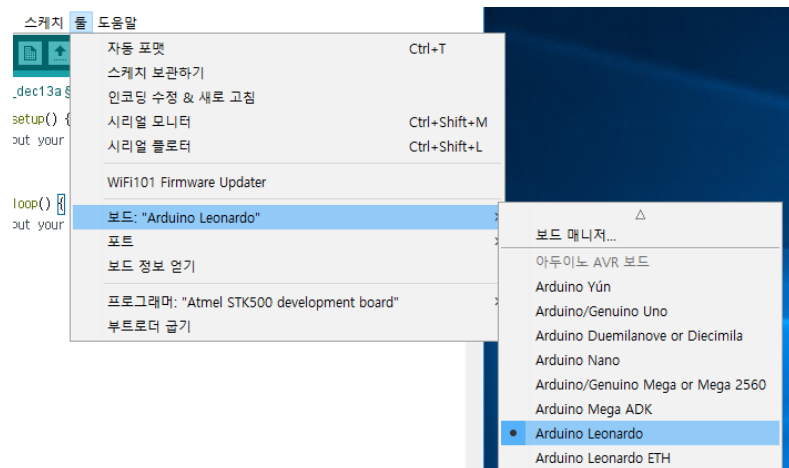 스케치 툴 도움말
_dec13a §
setup() {
out your
loop() {
out your
자동 포맷 Ctrl+T
스케치 보관하기
인코딩 수정 & 새로 고침
시리얼 모니터 Ctrl+Shift+M
시리얼 플로터 Ctrl+Shift+L
WiFi101 Firmware Updater
보드: "Arduino Leonardo"
포트
보드 정보 얻기
프로그래머: "Atmel STK500 development board"
부트로더 굽기
보드 매니저...
아두이노 AVR 보드
Arduino Yún
Arduino/Genuino Uno
Arduino Duemilanove or Diecimila
Arduino Nano
Arduino/Genuino Mega or Mega 2560
Arduino Mega ADK
Arduino Leonardo
Arduino Leonardo ETH